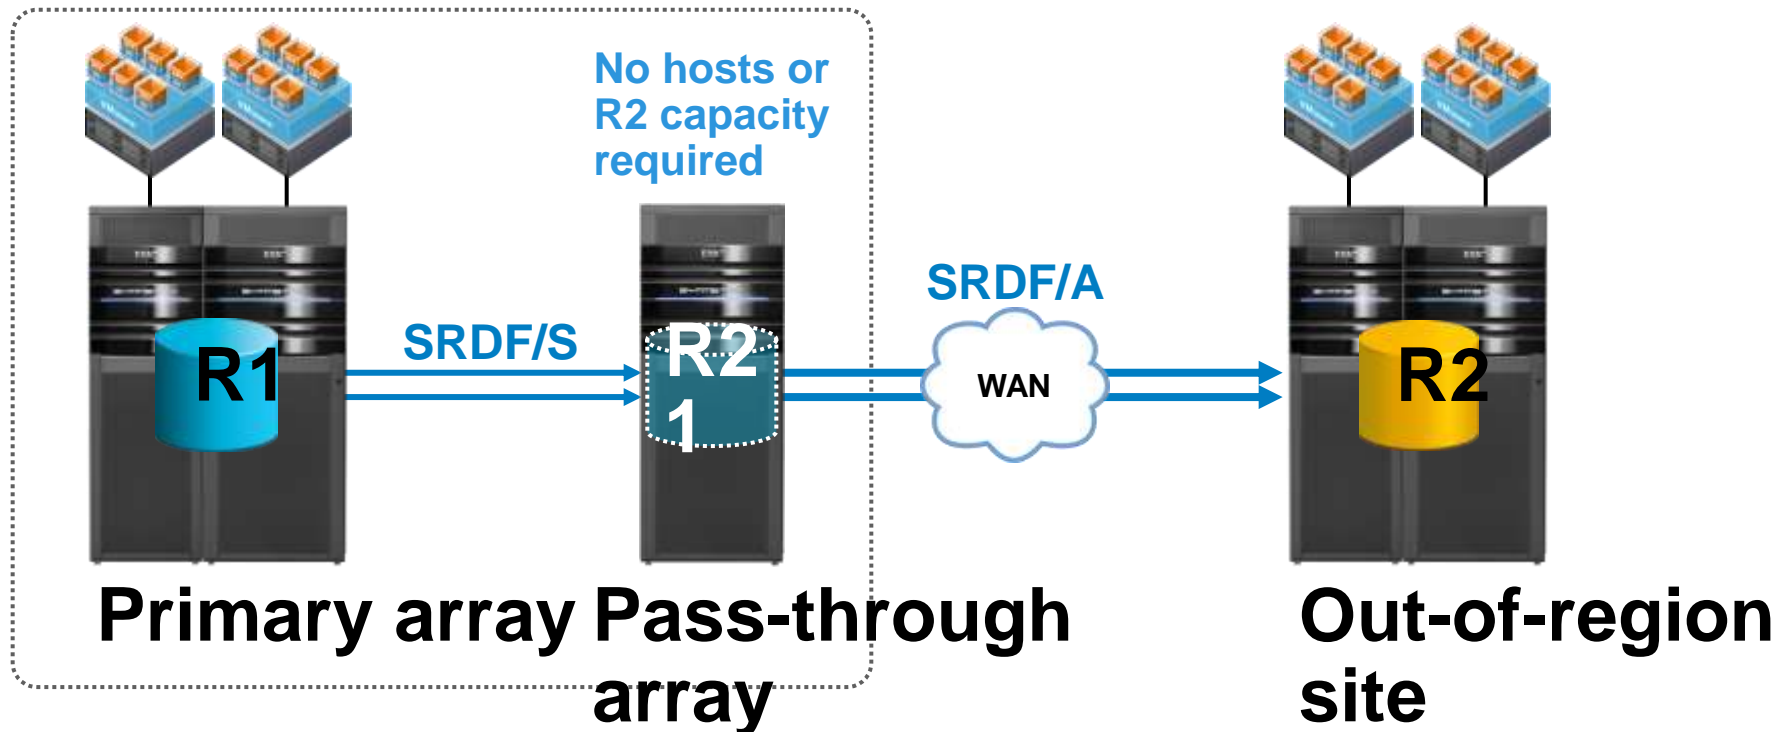 No hosts or
R2 capacity
required
SRDF/A
SRDF/S
R1
R2
1
WAN
R2
Primary array
Pass-through
array
Out-of-region
site